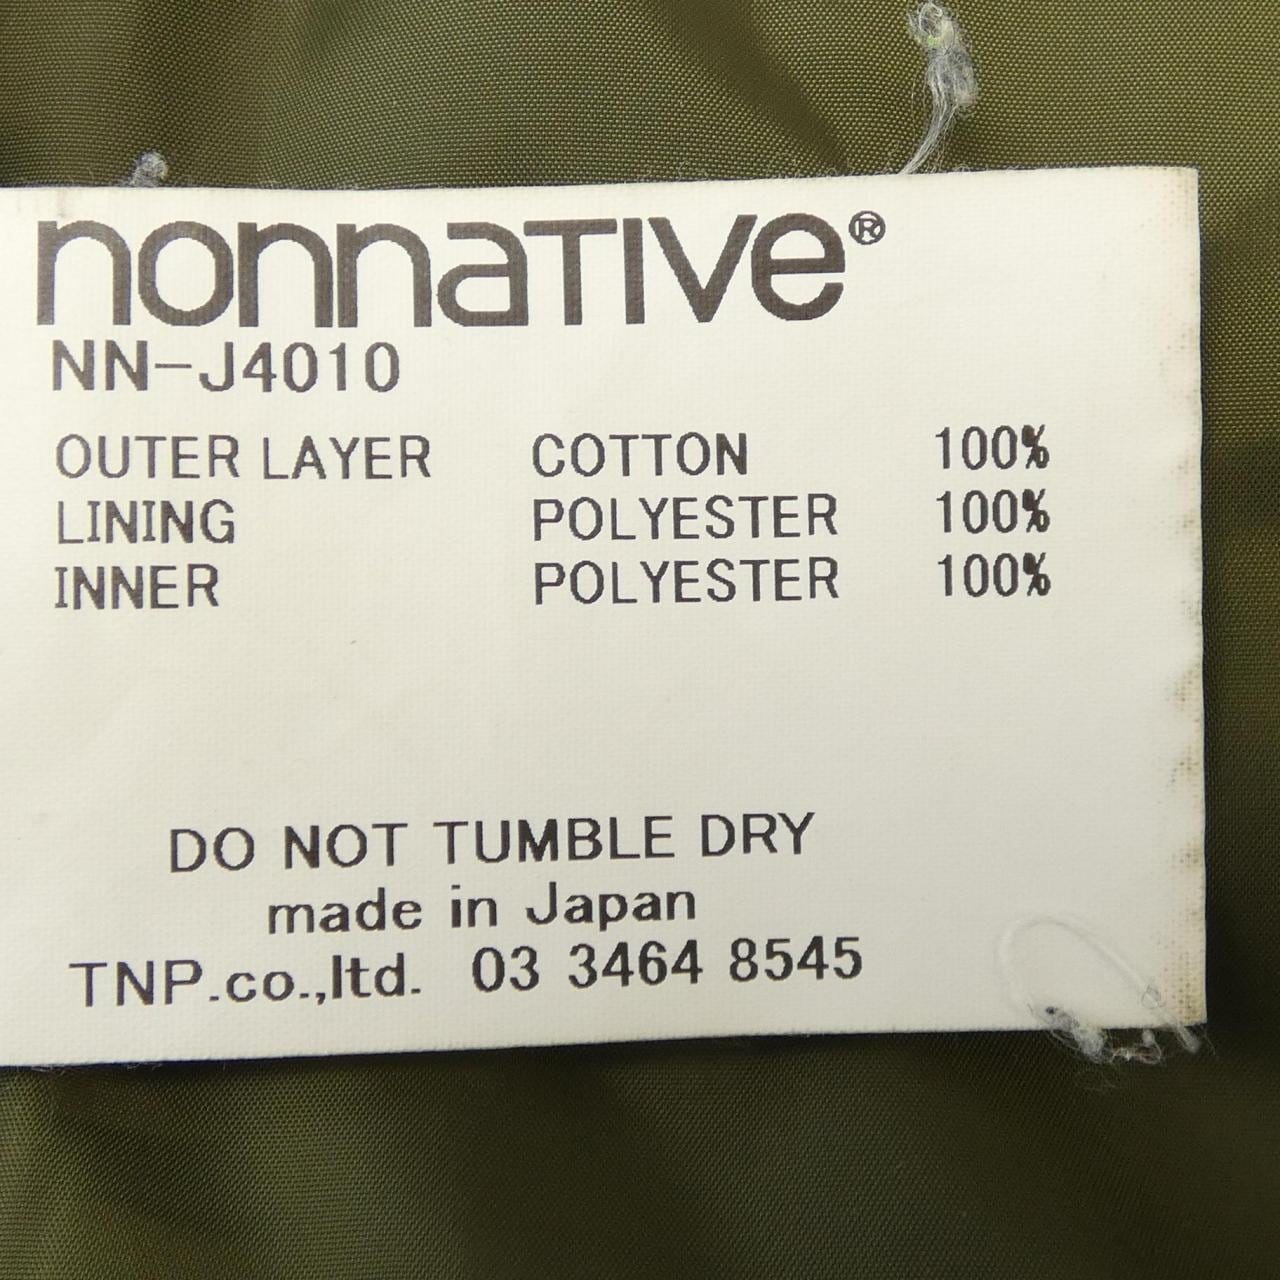 nonnative®
NN-J4010
OUTER LAYER COTTON 100%
LINING POLYESTER 100%
INNER POLYESTER 100%
DO NOT TUMBLE DRY
made in Japan
TNP.co.,ltd. 03 3464 8545